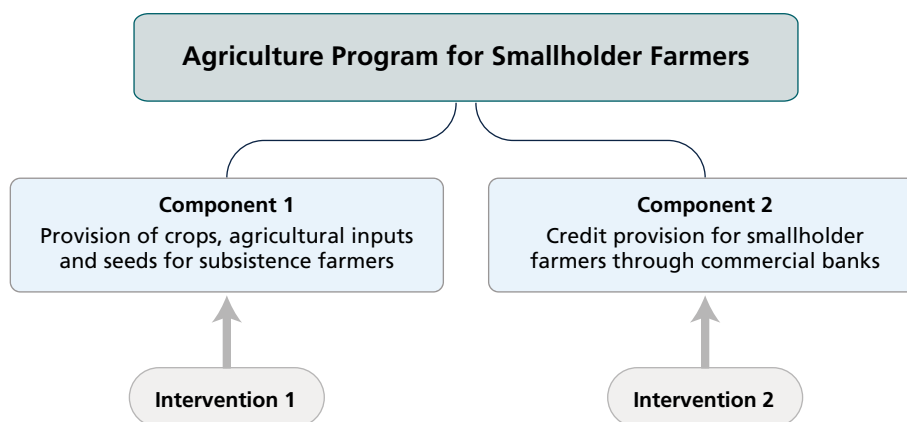 Agriculture Program for Smallholder Farmers
Component 1
Provision of crops, agricultural inputs
and seeds for subsistence farmers
Component 2
Credit provision for smallholder
farmers through commercial banks
Intervention 1
Intervention 2